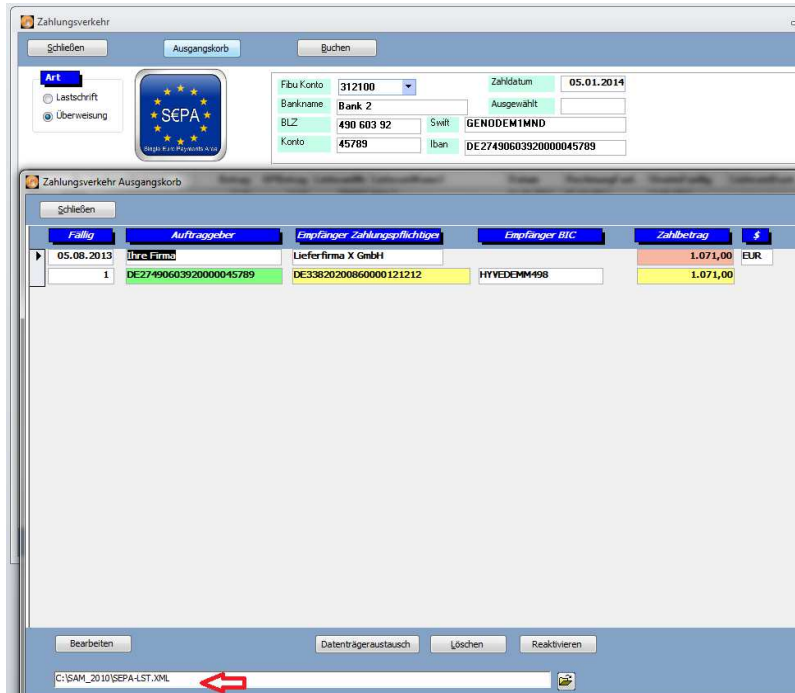 Zahlungsverkehr
Schließen Ausgangskorb Buchen
Art
Lastschrift
Überweisung
S€PA
Single Euro Payments Area
Fibu Konto 312100 Zahldatum 05.01.2014
Bankname Bank 2 Ausgewählt
BLZ 490 603 92 Swift GENODEM1MND
Konto 45789 Iban DE27490603920000045789
Zahlungsverkehr Ausgangskorb
Schließen
Fällig Auftraggeber Empfänger Zahlungspflichtiger Empfänger BIC Zahlbetrag $
05.08.2013 Ihre Firma Lieferfirma X GmbH 1.071,00 EUR
1 DE27490603920000045789 DE33820200860000121212 HYVEDEMM498 1.071,00
Bearbeiten Datenträgeraustausch Löschen Reaktivieren
C:\SAM_2010\SEPA-LST.XML